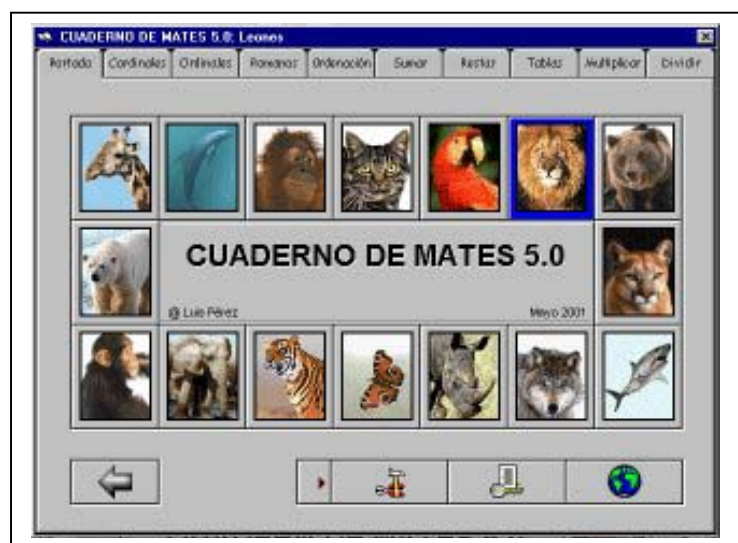 CUADERNO DE MATES 5.0: Leones
Portada Cardinales Ordinales Romanos Ordenación Sumar Restar Tablas Multiplicar Dividir
CUADERNO DE MATES 5.0
@ Luis Pérez Mayo 2001